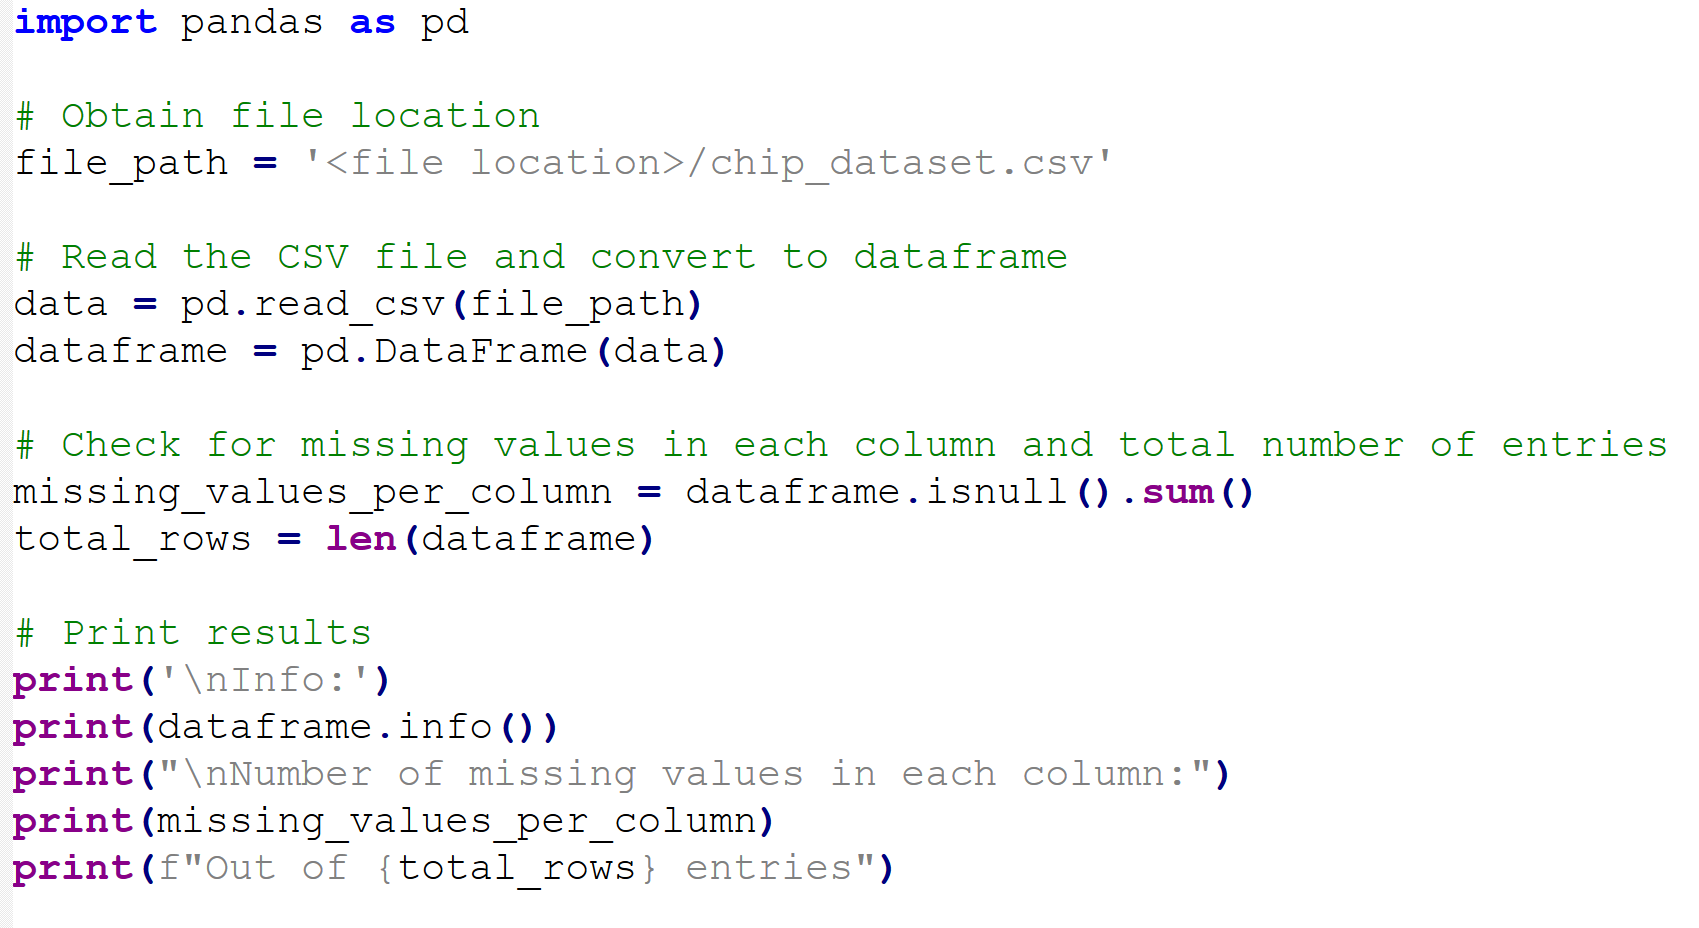 import pandas as pd
# Obtain file location
file_path = '<file location>/chip_dataset.csv'
# Read the CSV file and convert to dataframe
data = pd.read_csv(file_path)
dataframe = pd.DataFrame(data)
# Check for missing values in each column and total number of entries
missing_values_per_column = dataframe.isnull().sum()
total_rows = len(dataframe)
# Print results
print('\nInfo:')
print(dataframe.info())
print("\nNumber of missing values in each column:")
print(missing_values_per_column)
print(f"Out of {total_rows} entries")